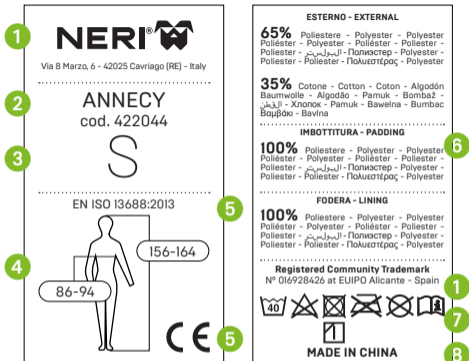 1
NERI®
Via 8 Marzo, 6 - 42025 Cavriago (RE) - Italy
2
ANNECY
cod. 422044
3
S
EN ISO 13688:2013
5
4
156-164
86-94
CE
5
ESTERNO - EXTERNAL
65% Poliestere - Polyester - Polyester
Poliéster - Polyester - Poliéster - Polyester -
Poliester - البوليستر - Полиэстер - Polyester -
Poliester - Poliester - Πολυεστέρας - Polyester
35% Cotone - Cotton - Coton - Algodón
Baumwolle - Algodão - Pamuk - Bombaž -
القطن - Хлопок - Pamuk - Bawełna - Bumbac
Βαμβάκι - Bavlna
IMBOTTITURA - PADDING
6
100% Poliestere - Polyester - Polyester
Poliéster - Polyester - Poliéster - Polyester -
Poliester - البوليستر - Полиэстер - Polyester -
Poliester - Poliester - Πολυεστέρας - Polyester
FODERA - LINING
100% Poliestere - Polyester - Polyester
Poliéster - Polyester - Poliéster - Polyester -
Poliester - البوليستر - Полиэстер - Polyester -
Poliester - Poliester - Πολυεστέρας - Polyester
Registered Community Trademark
N° 016928426 at EUIPO Alicante - Spain
1
40
7
1
MADE IN CHINA
8